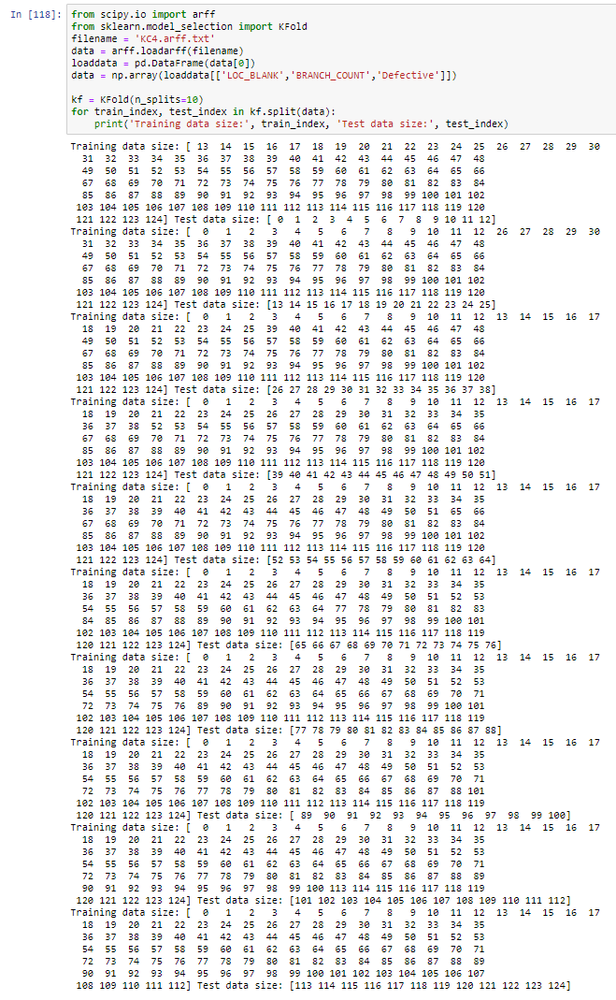 In [118]: from scipy.io import arff
from sklearn.model_selection import KFold
filename = 'KC4.arff.txt'
data = arff.loadarff(filename)
loaddata = pd.DataFrame(data[0])
data = np.array(loaddata[['LOC_BLANK','BRANCH_COUNT','Defective']])
kf = KFold(n_splits=10)
for train_index, test_index in kf.split(data):
print('Training data size:', train_index, 'Test data size:', test_index)
Training data size: [ 13 14 15 16 17 18 19 20 21 22 23 24 25 26 27 28 29 30
31 32 33 34 35 36 37 38 39 40 41 42 43 44 45 46 47 48
49 50 51 52 53 54 55 56 57 58 59 60 61 62 63 64 65 66
67 68 69 70 71 72 73 74 75 76 77 78 79 80 81 82 83 84
85 86 87 88 89 90 91 92 93 94 95 96 97 98 99 100 101 102
103 104 105 106 107 108 109 110 111 112 113 114 115 116 117 118 119 120
121 122 123 124] Test data size: [ 0 1 2 3 4 5 6 7 8 9 10 11 12]
Training data size: [ 0 1 2 3 4 5 6 7 8 9 10 11 12 26 27 28 29 30
31 32 33 34 35 36 37 38 39 40 41 42 43 44 45 46 47 48
49 50 51 52 53 54 55 56 57 58 59 60 61 62 63 64 65 66
67 68 69 70 71 72 73 74 75 76 77 78 79 80 81 82 83 84
85 86 87 88 89 90 91 92 93 94 95 96 97 98 99 100 101 102
103 104 105 106 107 108 109 110 111 112 113 114 115 116 117 118 119 120
121 122 123 124] Test data size: [13 14 15 16 17 18 19 20 21 22 23 24 25]
Training data size: [ 0 1 2 3 4 5 6 7 8 9 10 11 12 13 14 15 16 17
18 19 20 21 22 23 24 25 39 40 41 42 43 44 45 46 47 48
49 50 51 52 53 54 55 56 57 58 59 60 61 62 63 64 65 66
67 68 69 70 71 72 73 74 75 76 77 78 79 80 81 82 83 84
85 86 87 88 89 90 91 92 93 94 95 96 97 98 99 100 101 102
103 104 105 106 107 108 109 110 111 112 113 114 115 116 117 118 119 120
121 122 123 124] Test data size: [26 27 28 29 30 31 32 33 34 35 36 37 38]
Training data size: [ 0 1 2 3 4 5 6 7 8 9 10 11 12 13 14 15 16 17
18 19 20 21 22 23 24 25 26 27 28 29 30 31 32 33 34 35
36 37 38 52 53 54 55 56 57 58 59 60 61 62 63 64 65 66
67 68 69 70 71 72 73 74 75 76 77 78 79 80 81 82 83 84
85 86 87 88 89 90 91 92 93 94 95 96 97 98 99 100 101 102
103 104 105 106 107 108 109 110 111 112 113 114 115 116 117 118 119 120
121 122 123 124] Test data size: [39 40 41 42 43 44 45 46 47 48 49 50 51]
Training data size: [ 0 1 2 3 4 5 6 7 8 9 10 11 12 13 14 15 16 17
18 19 20 21 22 23 24 25 26 27 28 29 30 31 32 33 34 35
36 37 38 39 40 41 42 43 44 45 46 47 48 49 50 51 65 66
67 68 69 70 71 72 73 74 75 76 77 78 79 80 81 82 83 84
85 86 87 88 89 90 91 92 93 94 95 96 97 98 99 100 101 102
103 104 105 106 107 108 109 110 111 112 113 114 115 116 117 118 119 120
121 122 123 124] Test data size: [52 53 54 55 56 57 58 59 60 61 62 63 64]
Training data size: [ 0 1 2 3 4 5 6 7 8 9 10 11 12 13 14 15 16 17
18 19 20 21 22 23 24 25 26 27 28 29 30 31 32 33 34 35
36 37 38 39 40 41 42 43 44 45 46 47 48 49 50 51 52 53
54 55 56 57 58 59 60 61 62 63 64 77 78 79 80 81 82 83
84 85 86 87 88 89 90 91 92 93 94 95 96 97 98 99 100 101
102 103 104 105 106 107 108 109 110 111 112 113 114 115 116 117 118 119
120 121 122 123 124] Test data size: [65 66 67 68 69 70 71 72 73 74 75 76]
Training data size: [ 0 1 2 3 4 5 6 7 8 9 10 11 12 13 14 15 16 17
18 19 20 21 22 23 24 25 26 27 28 29 30 31 32 33 34 35
36 37 38 39 40 41 42 43 44 45 46 47 48 49 50 51 52 53
54 55 56 57 58 59 60 61 62 63 64 65 66 67 68 69 70 71
72 73 74 75 76 89 90 91 92 93 94 95 96 97 98 99 100 101
102 103 104 105 106 107 108 109 110 111 112 113 114 115 116 117 118 119
120 121 122 123 124] Test data size: [77 78 79 80 81 82 83 84 85 86 87 88]
Training data size: [ 0 1 2 3 4 5 6 7 8 9 10 11 12 13 14 15 16 17
18 19 20 21 22 23 24 25 26 27 28 29 30 31 32 33 34 35
36 37 38 39 40 41 42 43 44 45 46 47 48 49 50 51 52 53
54 55 56 57 58 59 60 61 62 63 64 65 66 67 68 69 70 71
72 73 74 75 76 77 78 79 80 81 82 83 84 85 86 87 88 101
102 103 104 105 106 107 108 109 110 111 112 113 114 115 116 117 118 119
120 121 122 123 124] Test data size: [ 89 90 91 92 93 94 95 96 97 98 99 100]
Training data size: [ 0 1 2 3 4 5 6 7 8 9 10 11 12 13 14 15 16 17
18 19 20 21 22 23 24 25 26 27 28 29 30 31 32 33 34 35
36 37 38 39 40 41 42 43 44 45 46 47 48 49 50 51 52 53
54 55 56 57 58 59 60 61 62 63 64 65 66 67 68 69 70 71
72 73 74 75 76 77 78 79 80 81 82 83 84 85 86 87 88 89
90 91 92 93 94 95 96 97 98 99 100 113 114 115 116 117 118 119
120 121 122 123 124] Test data size: [101 102 103 104 105 106 107 108 109 110 111 112]
Training data size: [ 0 1 2 3 4 5 6 7 8 9 10 11 12 13 14 15 16 17
18 19 20 21 22 23 24 25 26 27 28 29 30 31 32 33 34 35
36 37 38 39 40 41 42 43 44 45 46 47 48 49 50 51 52 53
54 55 56 57 58 59 60 61 62 63 64 65 66 67 68 69 70 71
72 73 74 75 76 77 78 79 80 81 82 83 84 85 86 87 88 89
90 91 92 93 94 95 96 97 98 99 100 101 102 103 104 105 106 107
108 109 110 111 112] Test data size: [113 114 115 116 117 118 119 120 121 122 123 124]